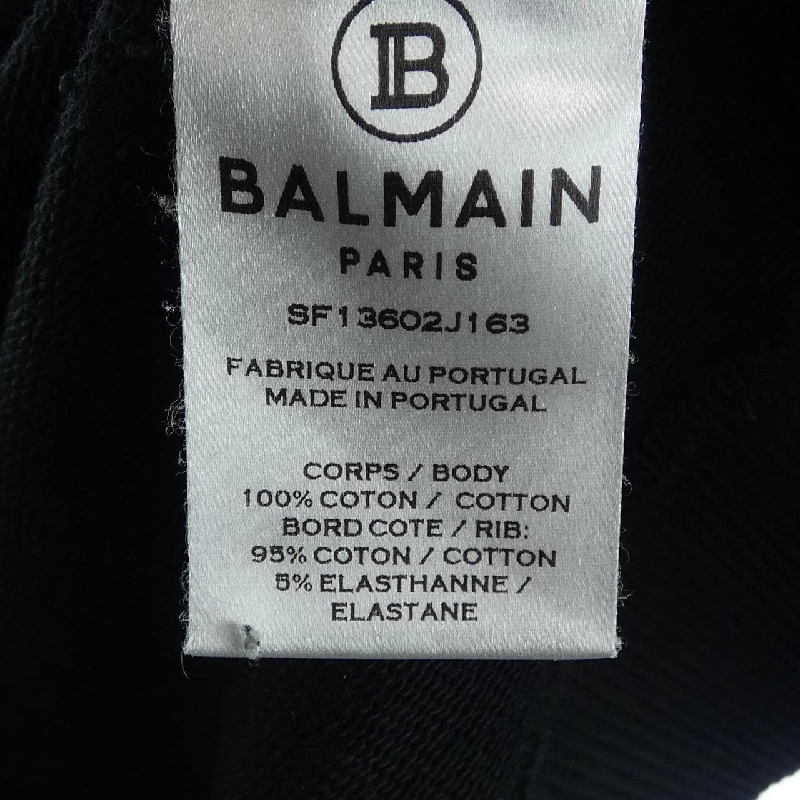 B
BALMAIN
PARIS
SF13602J163
FABRIQUE AU PORTUGAL
MADE IN PORTUGAL
CORPS / BODY
100% COTON / COTTON
BORD COTE / RIB:
95% COTON / COTTON
5% ELASTHANNE /
ELASTANE